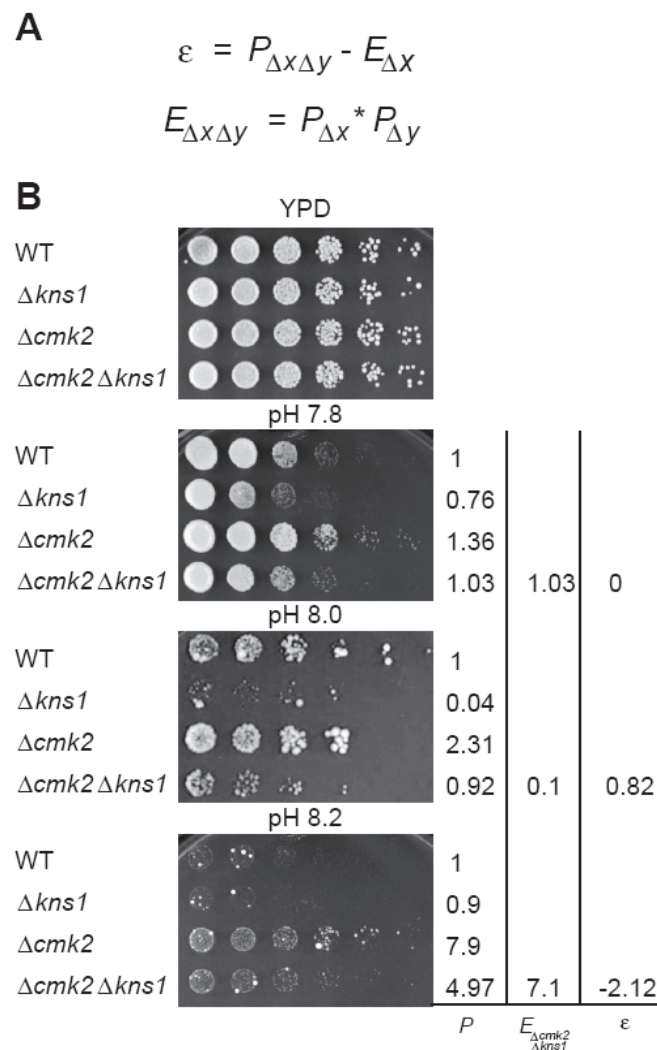 A
ε = PΔxΔy - EΔx
EΔxΔy = PΔx * PΔy
B
YPD
WT
Δkns1
Δcmk2
Δcmk2 Δkns1
pH 7.8
WT 1
Δkns1 0.76
Δcmk2 1.36
Δcmk2 Δkns1 1.03 1.03 0
pH 8.0
WT 1
Δkns1 0.04
Δcmk2 2.31
Δcmk2 Δkns1 0.92 0.1 0.82
pH 8.2
WT 1
Δkns1 0.9
Δcmk2 7.9
Δcmk2 Δkns1 4.97 7.1 -2.12
P EΔcmk2 Δkns1 ε